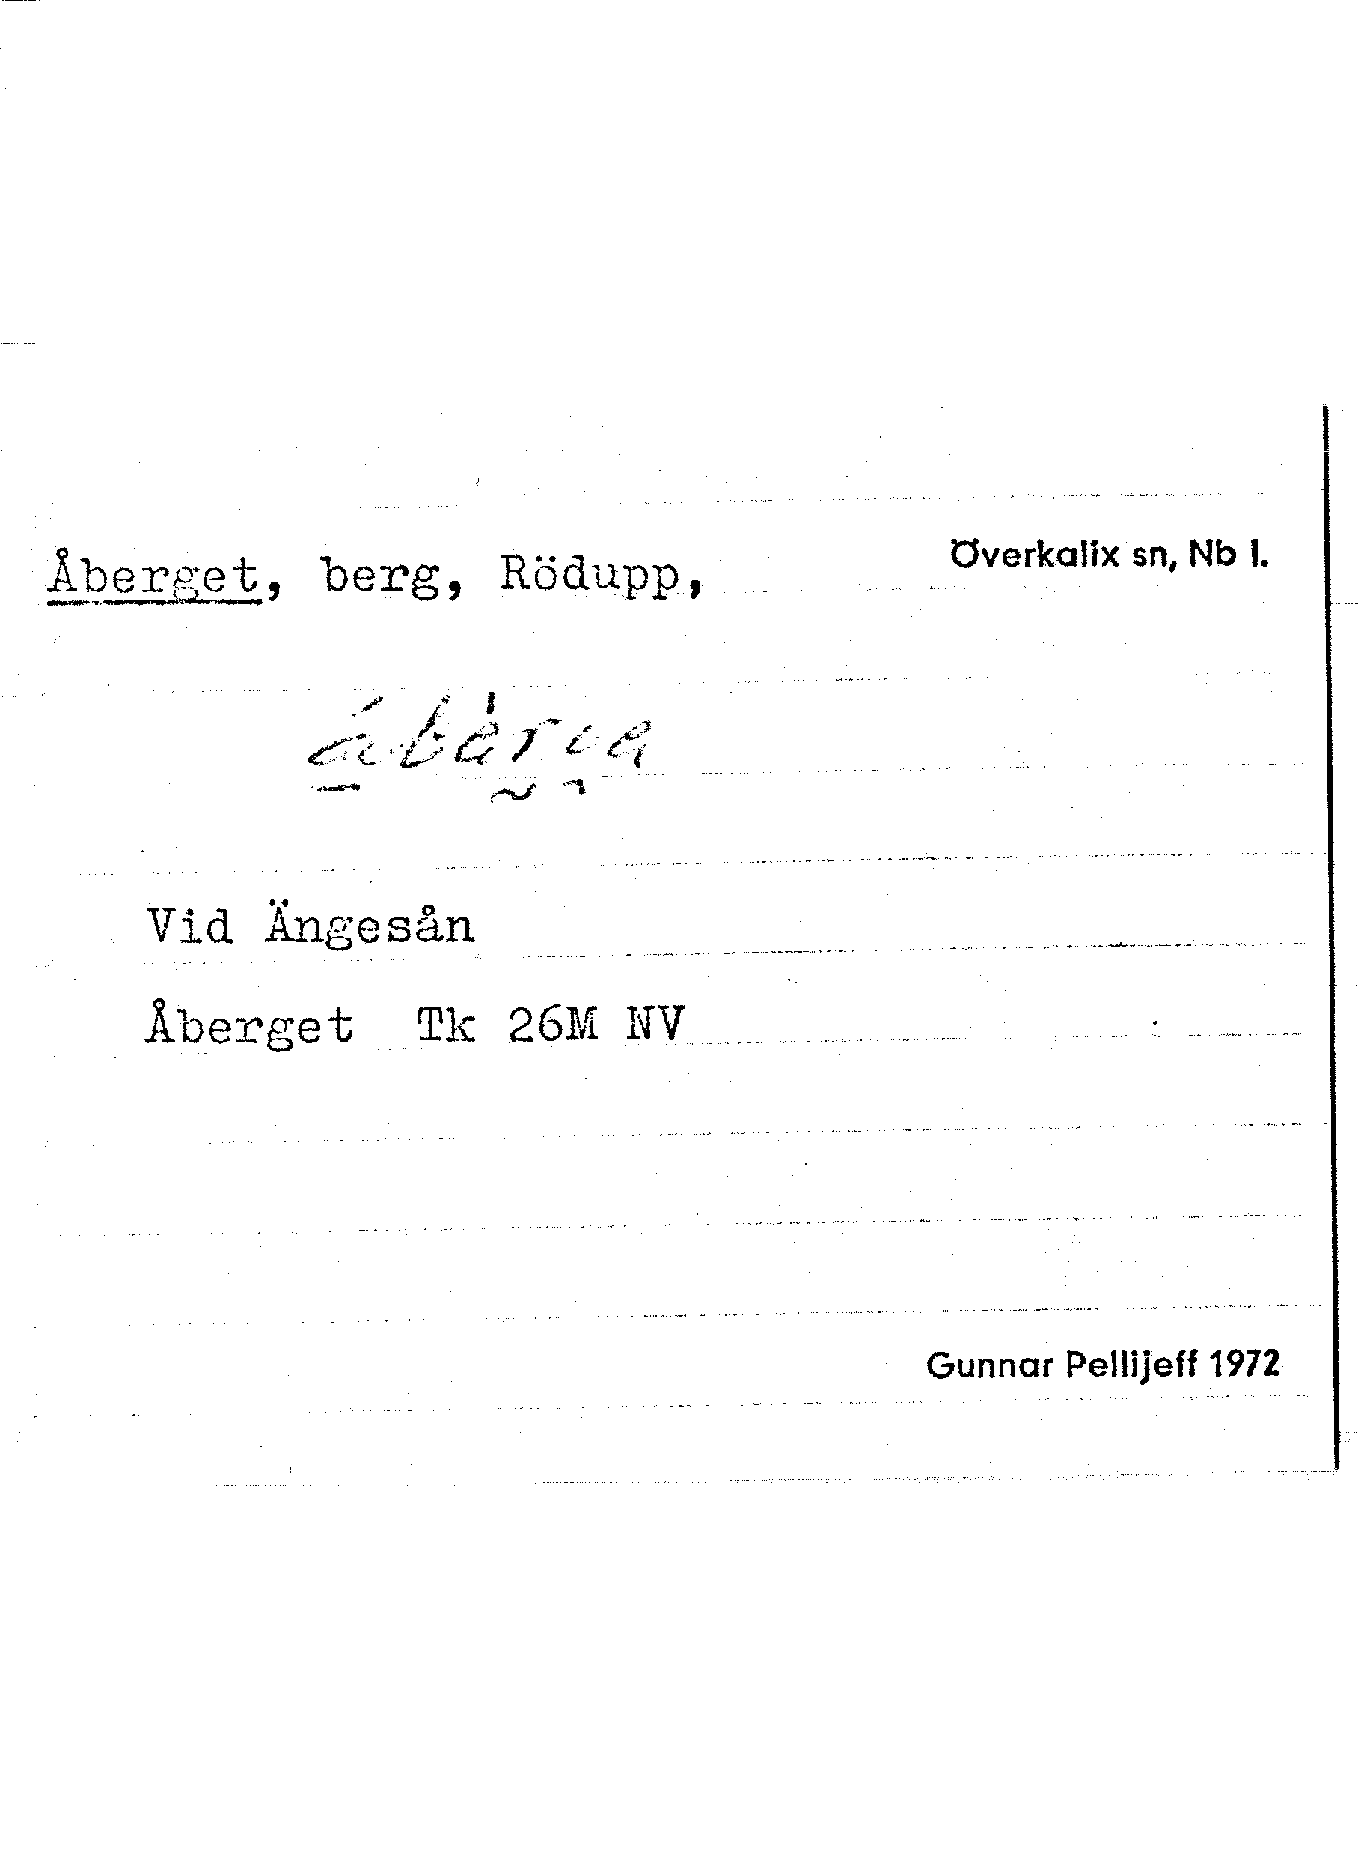 Åberget, berg, Rödupp, Överkalix sn, Nb l.
Vid Ängesån
Åberget Tk 26M NV
Gunnar Pellijeff 1972